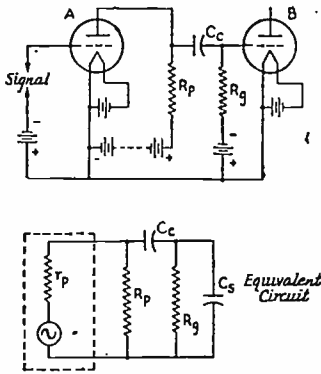 A
B
Cc
Signal
Rp
Rg
-
+
-
+
-
+
Cc
rp
Rp
Rg
Cs
Equivalent
Circuit